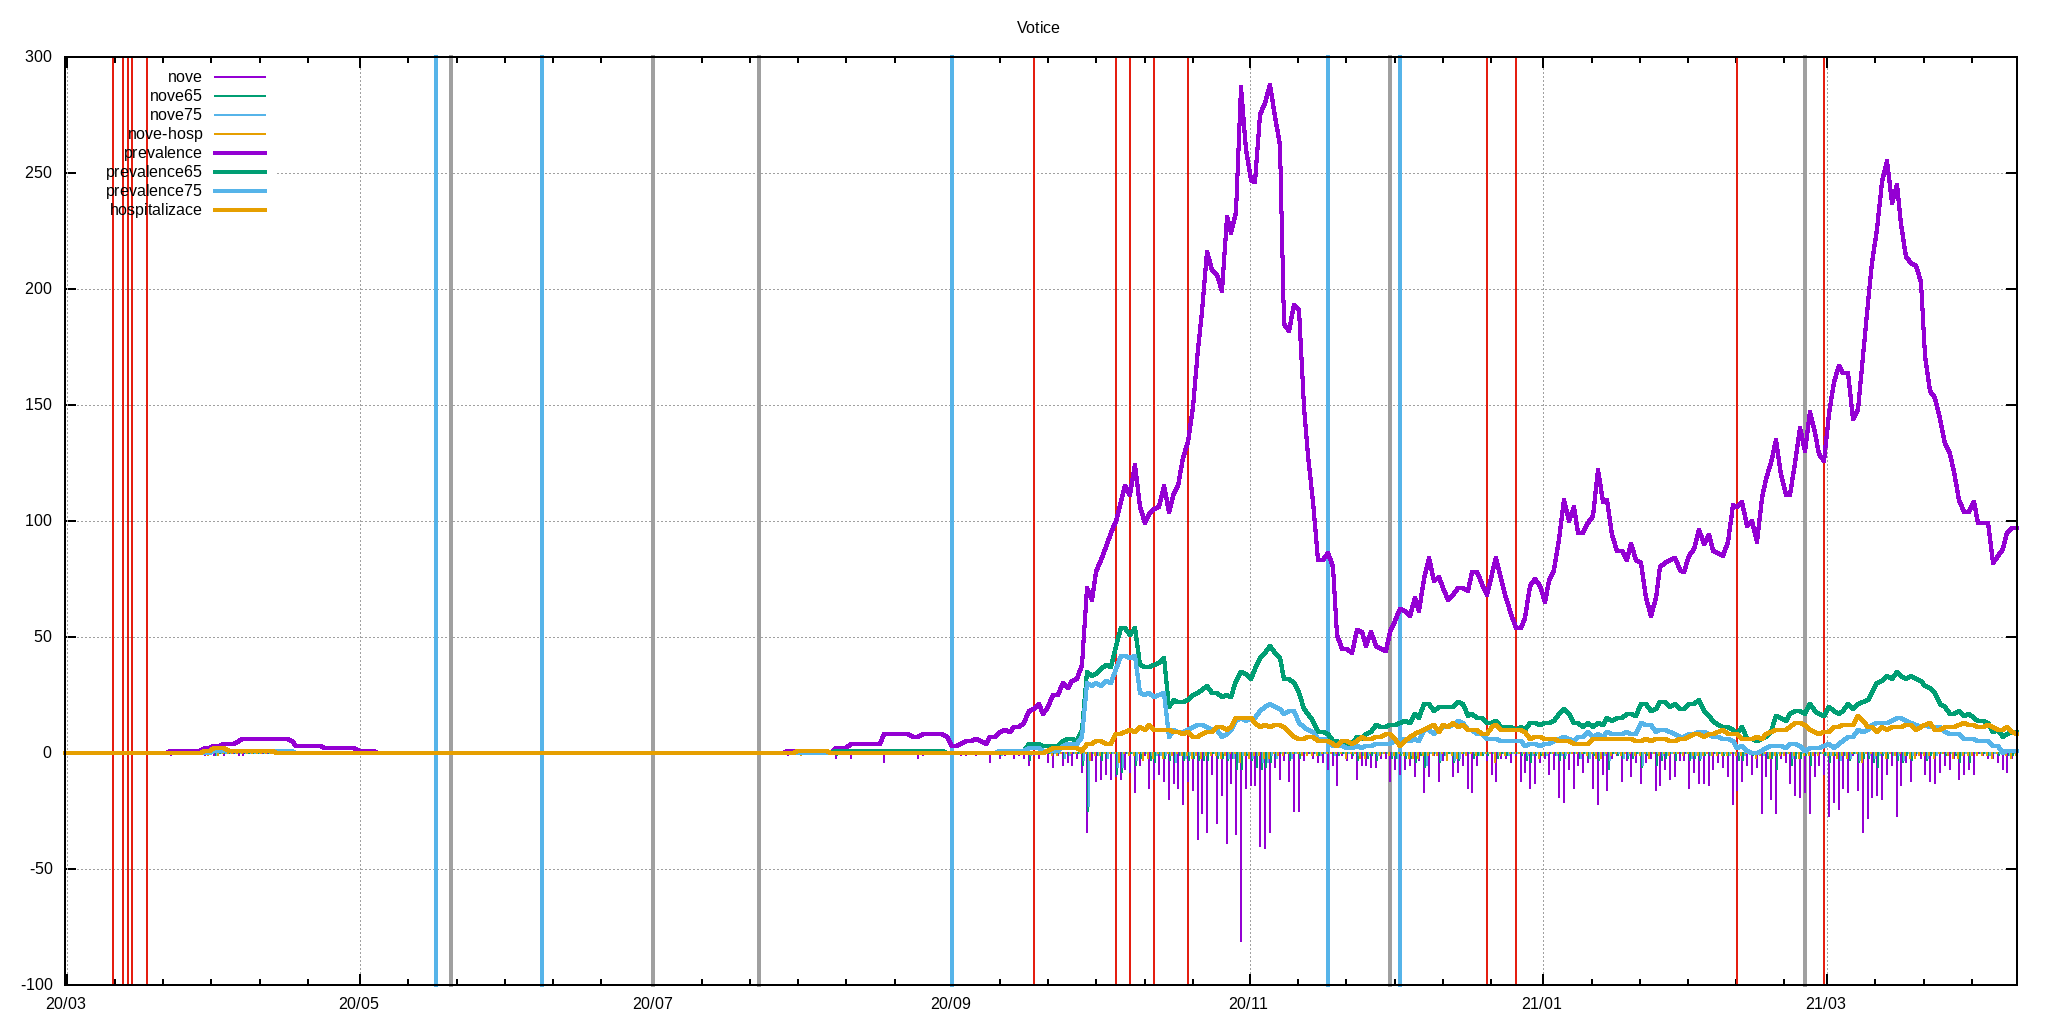 Votice
300
250
200
150
100
50
0
-50
-100
nove
nove65
nove75
nove-hosp
prevalence
prevalence65
prevalence75
hospitalizace
20/03
20/05
20/07
20/09
20/11
21/01
21/03